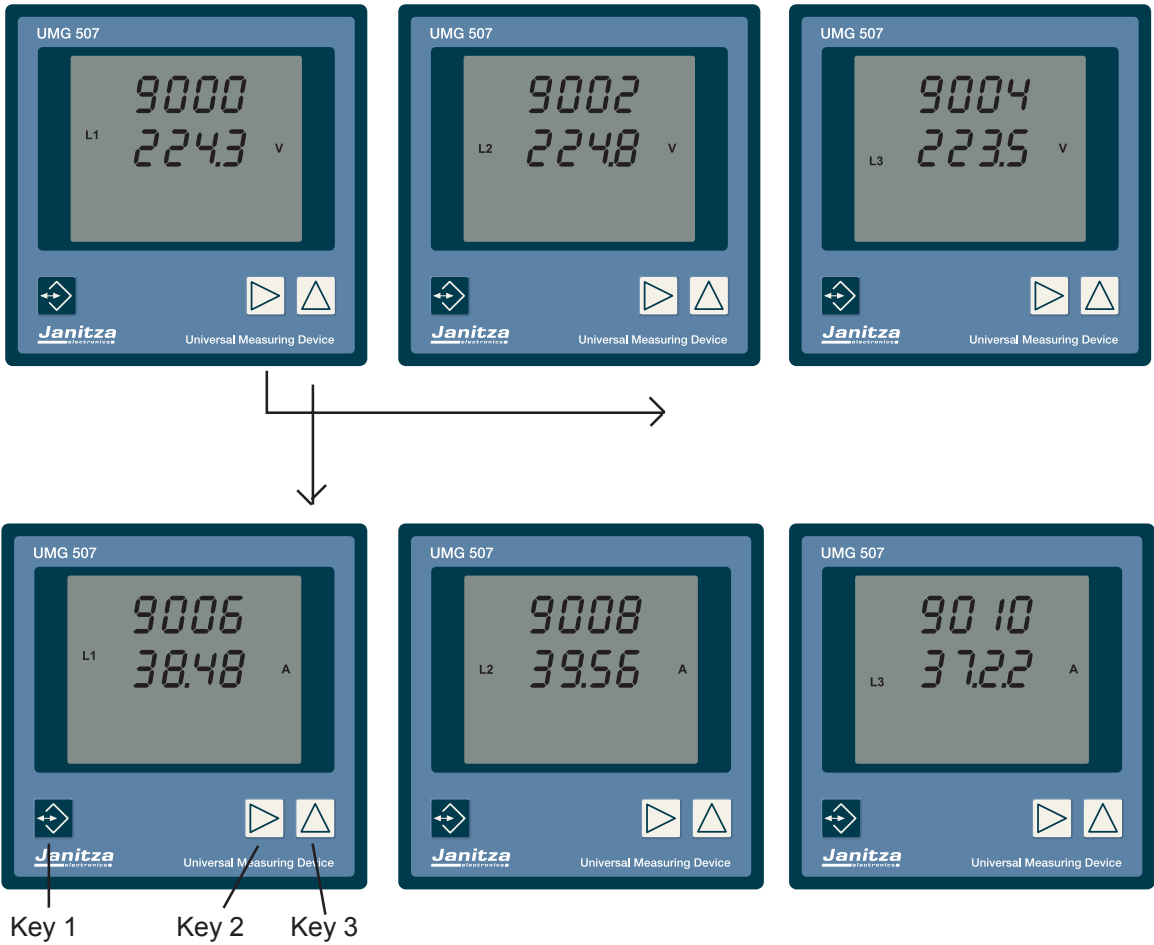 UMG 507
9000
L1 224.3 V
Janitza
electronics
Universal Measuring Device
UMG 507
9002
L2 224.8 V
Janitza
electronics
Universal Measuring Device
UMG 507
9004
L3 223.5 V
Janitza
electronics
Universal Measuring Device
UMG 507
9006
L1 38.48 A
Janitza
electronics
Universal Measuring Device
UMG 507
9008
L2 39.56 A
Janitza
electronics
Universal Measuring Device
UMG 507
9010
L3 37.2.2 A
Janitza
electronics
Universal Measuring Device
Key 1 Key 2 Key 3